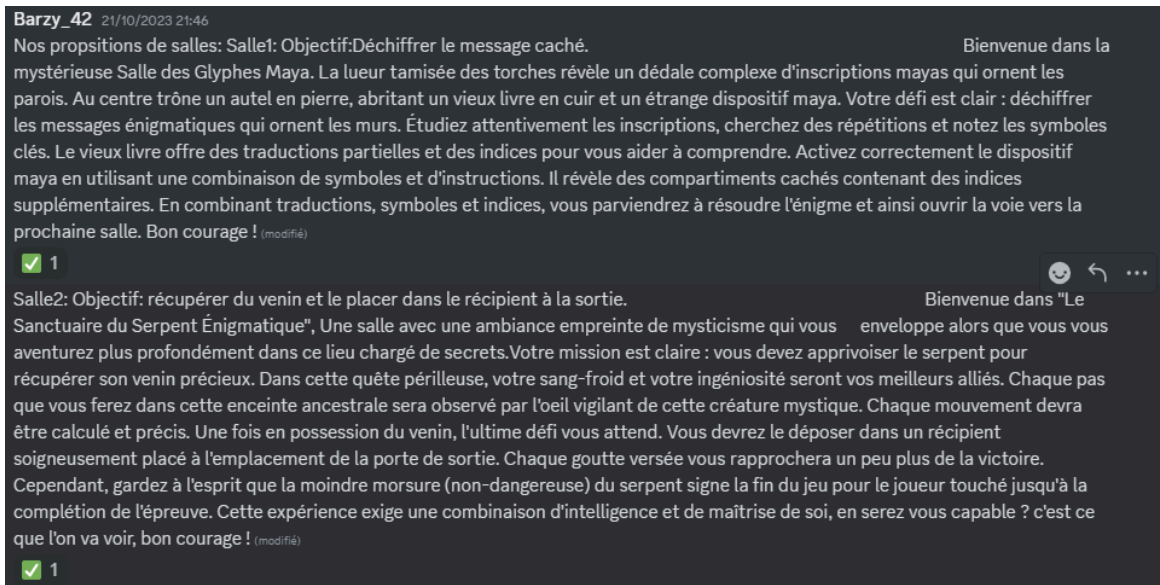 Barzy_42 21/10/2023 21:46
Nos propsitions de salles: Salle1: Objectif:Déchiffrer le message caché. Bienvenue dans la
mystérieuse Salle des Glyphes Maya. La lueur tamisée des torches révèle un dédale complexe d'inscriptions mayas qui ornent les
parois. Au centre trône un autel en pierre, abritant un vieux livre en cuir et un étrange dispositif maya. Votre défi est clair : déchiffrer
les messages énigmatiques qui ornent les murs. Étudiez attentivement les inscriptions, cherchez des répétitions et notez les symboles
clés. Le vieux livre offre des traductions partielles et des indices pour vous aider à comprendre. Activez correctement le dispositif
maya en utilisant une combinaison de symboles et d'instructions. Il révèle des compartiments cachés contenant des indices
supplémentaires. En combinant traductions, symboles et indices, vous parviendrez à résoudre l'énigme et ainsi ouvrir la voie vers la
prochaine salle. Bon courage ! (modifié)
1
Salle2: Objectif: récupérer du venin et le placer dans le récipient à la sortie. Bienvenue dans "Le
Sanctuaire du Serpent Énigmatique", Une salle avec une ambiance empreinte de mysticisme qui vous enveloppe alors que vous vous
aventurez plus profondément dans ce lieu chargé de secrets.Votre mission est claire : vous devez apprivoiser le serpent pour
récupérer son venin précieux. Dans cette quête périlleuse, votre sang-froid et votre ingéniosité seront vos meilleurs alliés. Chaque pas
que vous ferez dans cette enceinte ancestrale sera observé par l'oeil vigilant de cette créature mystique. Chaque mouvement devra
être calculé et précis. Une fois en possession du venin, l'ultime défi vous attend. Vous devrez le déposer dans un récipient
soigneusement placé à l'emplacement de la porte de sortie. Chaque goutte versée vous rapprochera un peu plus de la victoire.
Cependant, gardez à l'esprit que la moindre morsure (non-dangereuse) du serpent signe la fin du jeu pour le joueur touché jusqu'à la
complétion de l'épreuve. Cette expérience exige une combinaison d'intelligence et de maîtrise de soi, en serez vous capable ? c'est ce
que l'on va voir, bon courage ! (modifié)
1